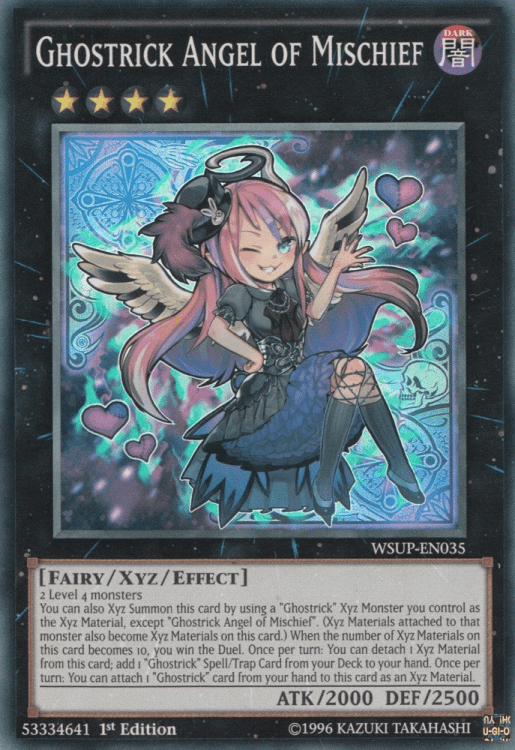 GHOSTRICK ANGEL OF MISCHIEF
DARK
闇
WSUP-EN035
[FAIRY/XYZ/EFFECT]
2 Level 4 monsters
You can also Xyz Summon this card by using a "Ghostrick" Xyz Monster you control as
the Xyz Material, except "Ghostrick Angel of Mischief". (Xyz Materials attached to that
monster also become Xyz Materials on this card.) When the number of Xyz Materials on
this card becomes 10, you win the Duel. Once per turn: You can detach 1 Xyz Material
from this card; add 1 "Ghostrick" Spell/Trap Card from your Deck to your hand. Once per
turn: You can attach 1 "Ghostrick" card from your hand to this card as an Xyz Material.
ATK/2000 DEF/2500
53334641 1st Edition ©1996 KAZUKI TAKAHASHI
U-GI-O